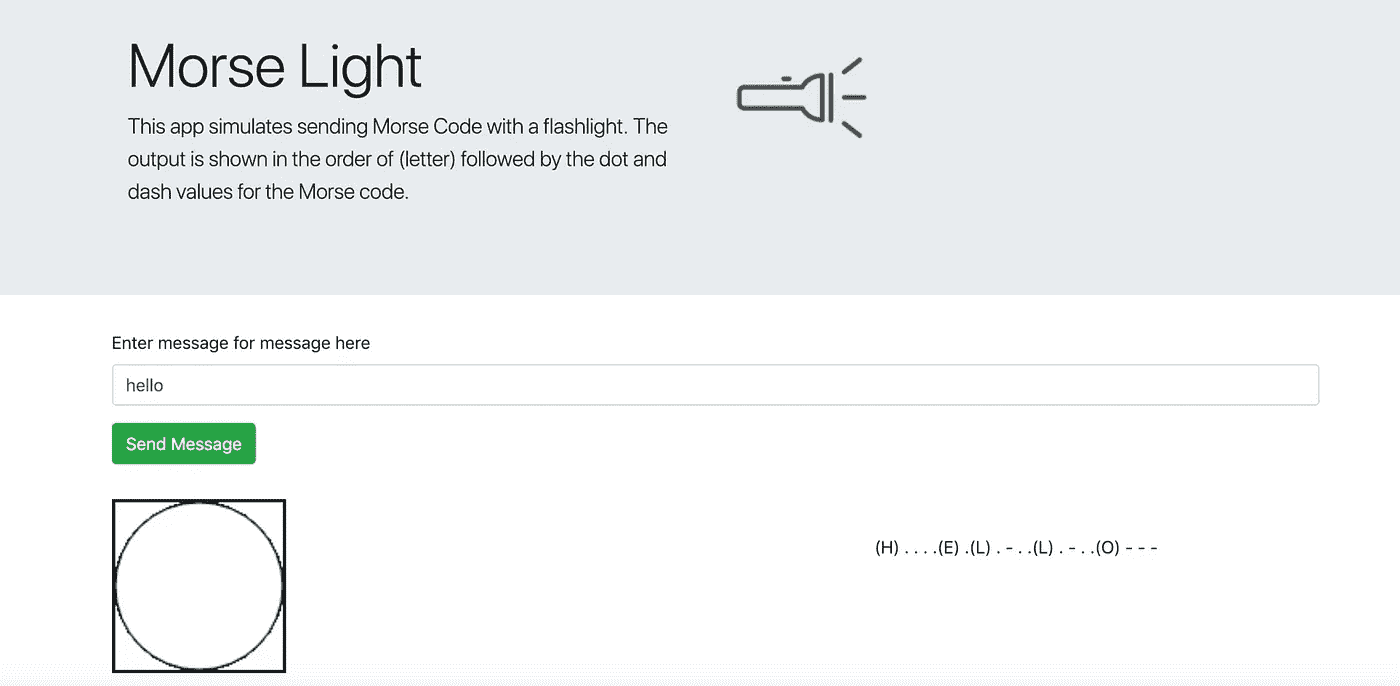 Morse Light
This app simulates sending Morse Code with a flashlight. The
output is shown in the order of (letter) followed by the dot and
dash values for the Morse code.
Enter message for message here
hello
Send Message
(H) . . . .(E) .(L) . - . .(L) . - . .(O) - - -